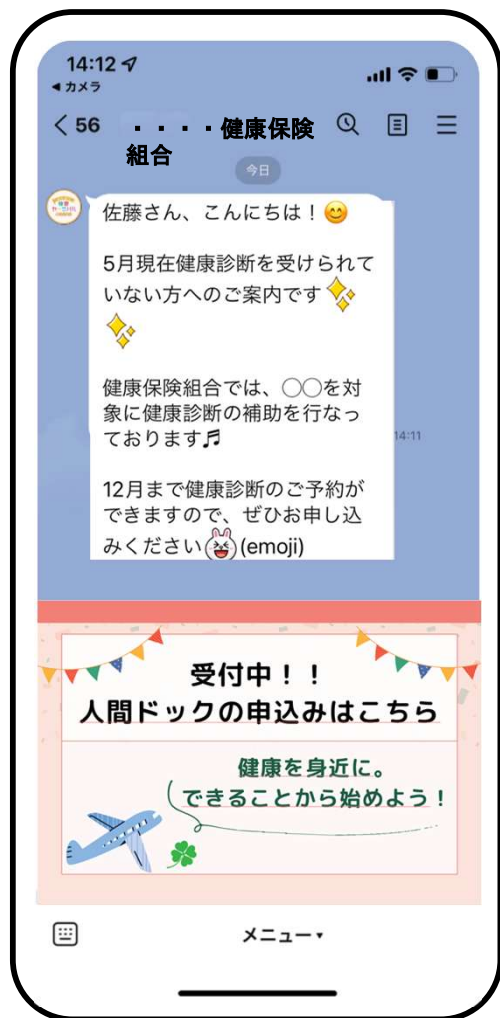 14:12
◀カメラ
< 56 ・・・・健康保険
組合
今日
佐藤さん、こんにちは！😊
5月現在健康診断を受けられて
いない方へのご案内です✨
✨
健康保険組合では、○○を対
象に健康診断の補助を行なっ
ております♬
14:11
12月まで健康診断のご予約が
できますので、ぜひお申し込
みください(emoji)
受付中！！
人間ドックの申込みはこちら
健康を身近に。
できることから始めよう！
メニュー▾